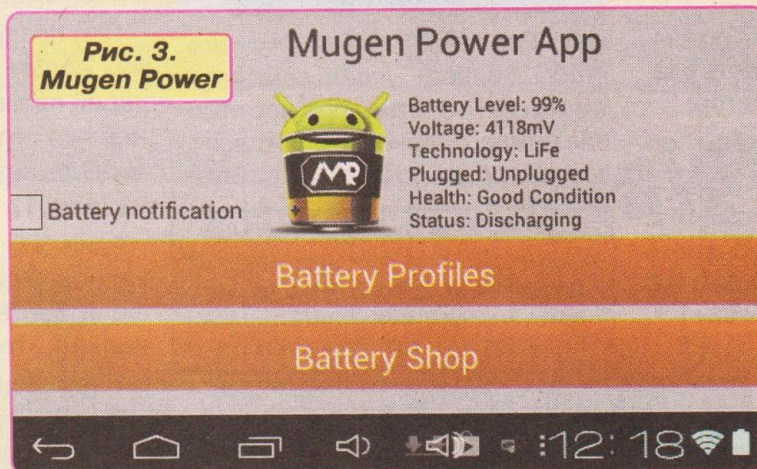 Рис. 3.
Mugen Power
Mugen Power App
MP
Battery Level: 99%
Voltage: 4118mV
Technology: LiFe
Plugged: Unplugged
Health: Good Condition
Status: Discharging
Battery notification
Battery Profiles
Battery Shop
12:18